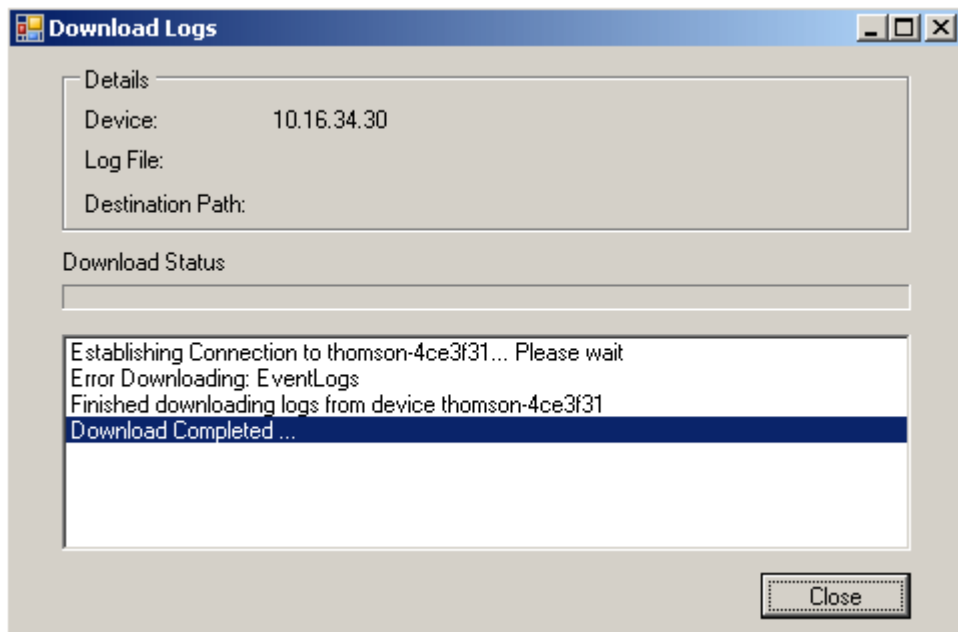 Download Logs
Details
Device: 10.16.34.30
Log File:
Destination Path:
Download Status
Establishing Connection to thomson-4ce3f31... Please wait
Error Downloading: EventLogs
Finished downloading logs from device thomson-4ce3f31
Download Completed ...
Close